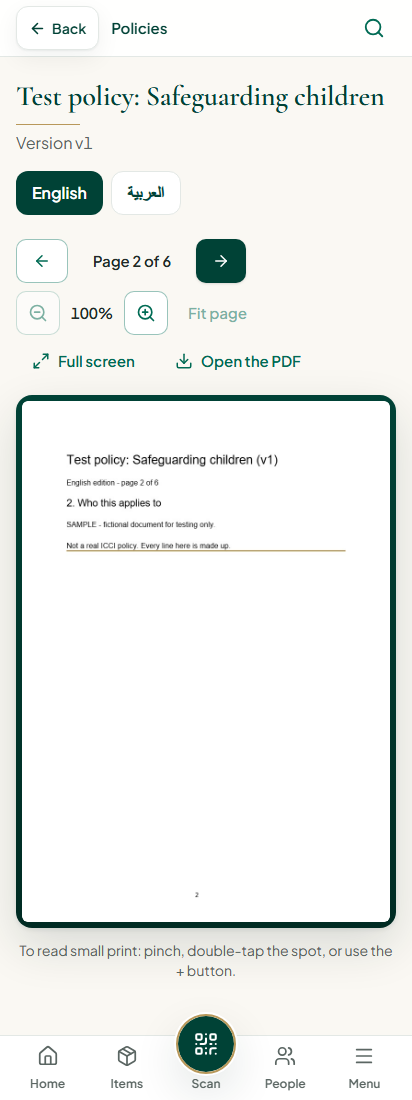 Back
Policies
Test policy: Safeguarding children
Version v1
English
العربية
Page 2 of 6
100%
Fit page
Full screen
Open the PDF
Test policy: Safeguarding children (v1)
English edition - page 2 of 6
2. Who this applies to
SAMPLE - fictional document for testing only.
Not a real ICCI policy. Every line here is made up.
2
To read small print: pinch, double-tap the spot, or use the
+ button.
Home
Items
Scan
People
Menu